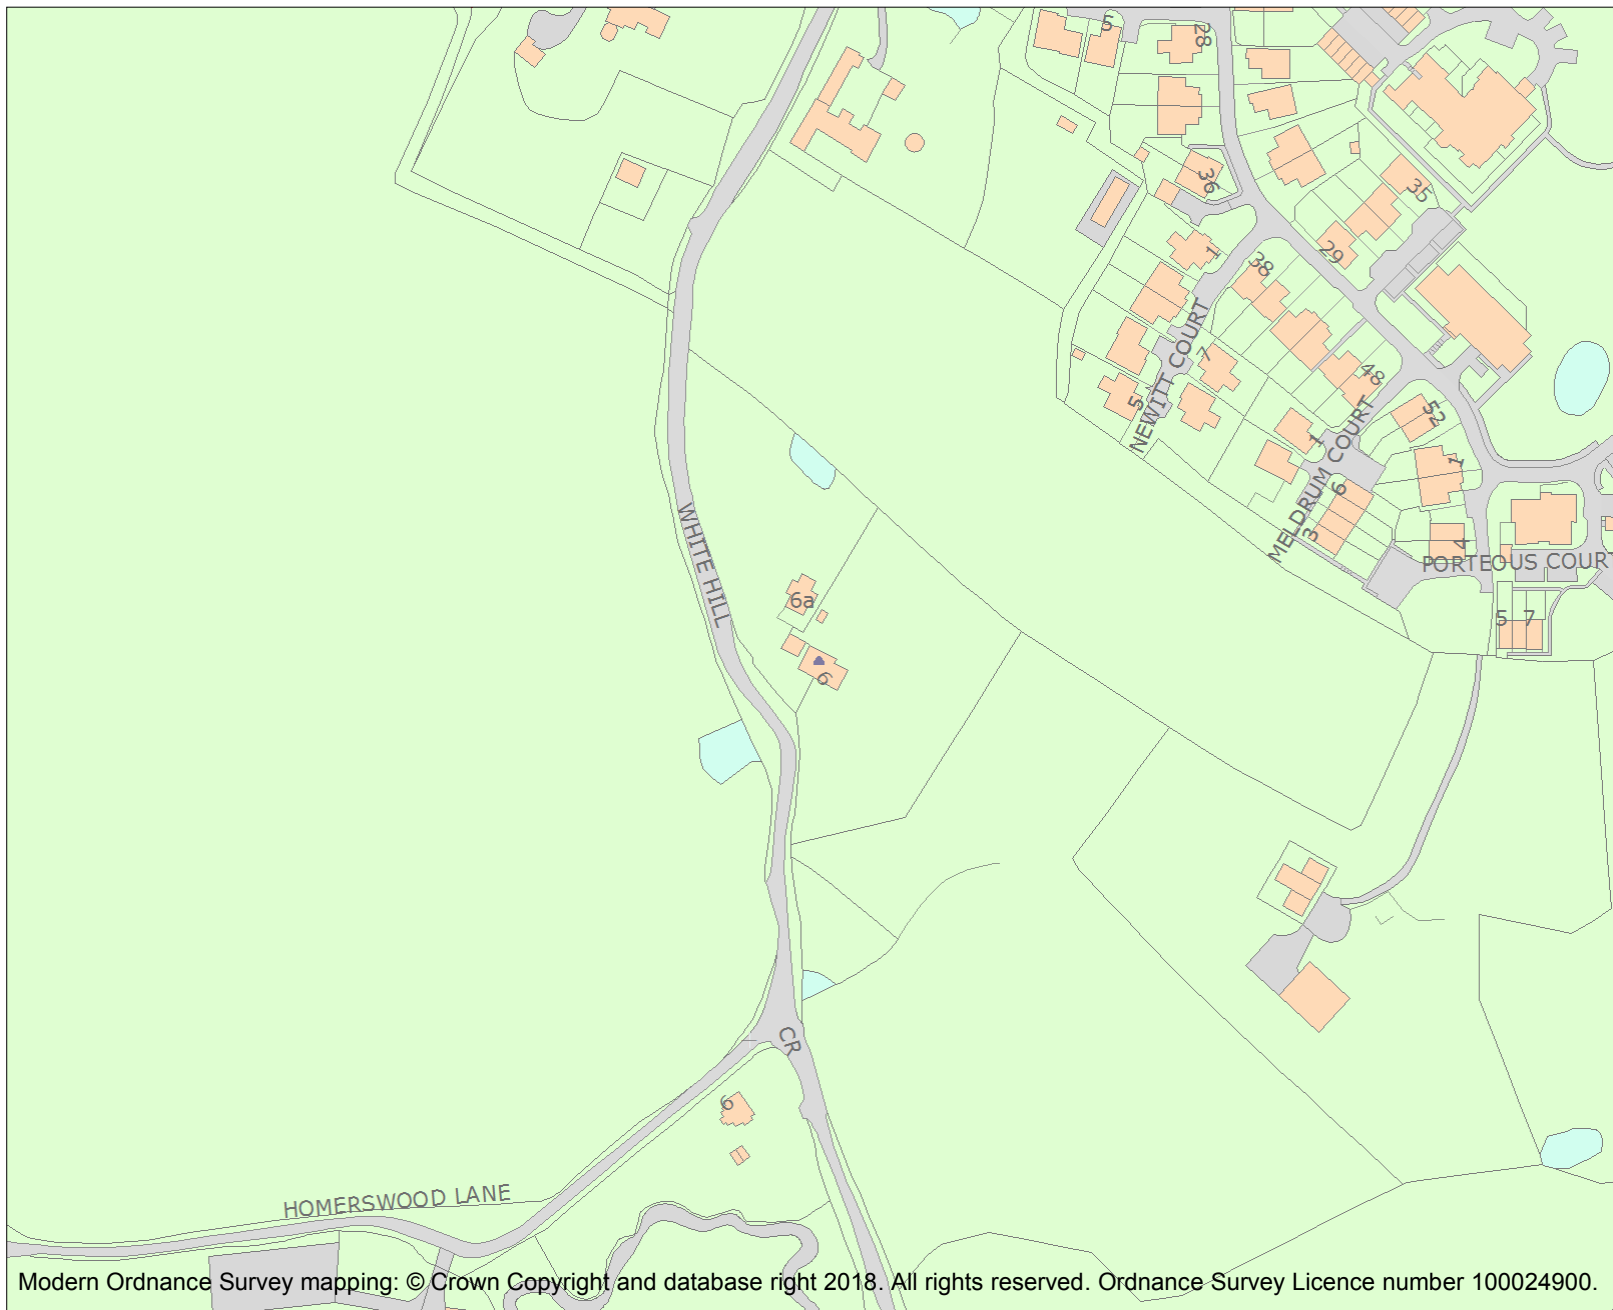 5
28
36
35
1
38
29
NEWITT COURT
7
5
48
52
MELDRUM COURT
1
1
6
3
4
PORTEOUS COURT
5 7
WHITE HILL
6a
6
CR
6
HOMERSWOOD LANE
Modern Ordnance Survey mapping: © Crown Copyright and database right 2018. All rights reserved. Ordnance Survey Licence number 100024900.